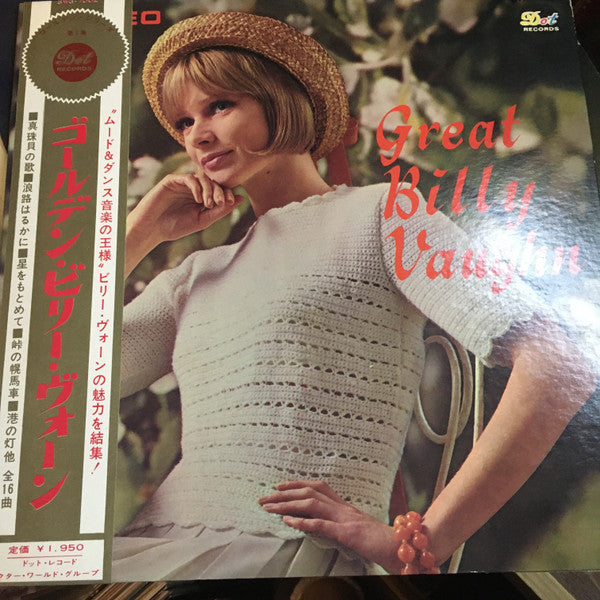 Dot
RECORDS
ゴールデン・ビリー・ヴォーン
"ムード&ダンス音楽の王様"ビリー・ヴォーンの魅力を結集!
■真珠貝の歌■浪路はるかに■星をもとめて■峠の幌馬車■港の灯他 全16曲
定価 ¥1,950
ドット・レコード
クター・ワールド・グループ
EO
Dot
RECORDS
Great
Billy
Vaughn